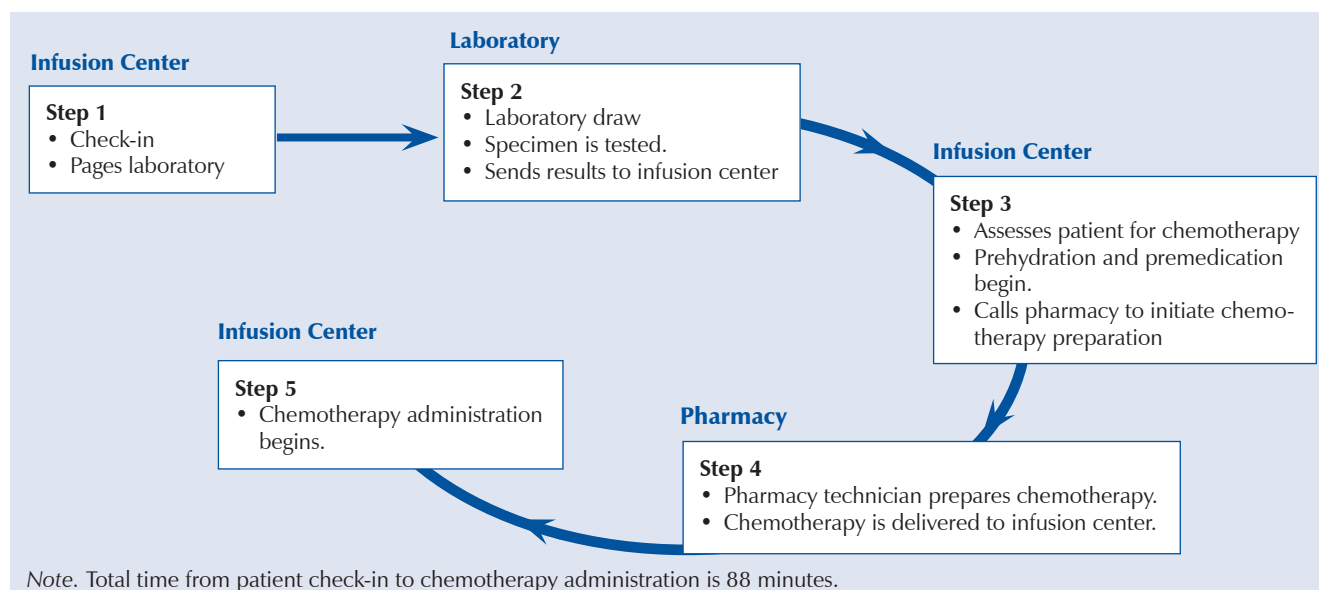 Infusion Center
Step 1
• Check-in
• Pages laboratory
Laboratory
Step 2
• Laboratory draw
• Specimen is tested.
• Sends results to infusion center
Infusion Center
Step 3
• Assesses patient for chemotherapy
• Prehydration and premedication
begin.
• Calls pharmacy to initiate chemo-
therapy preparation
Pharmacy
Step 4
• Pharmacy technician prepares chemotherapy.
• Chemotherapy is delivered to infusion center.
Infusion Center
Step 5
• Chemotherapy administration
begins.
Note. Total time from patient check-in to chemotherapy administration is 88 minutes.